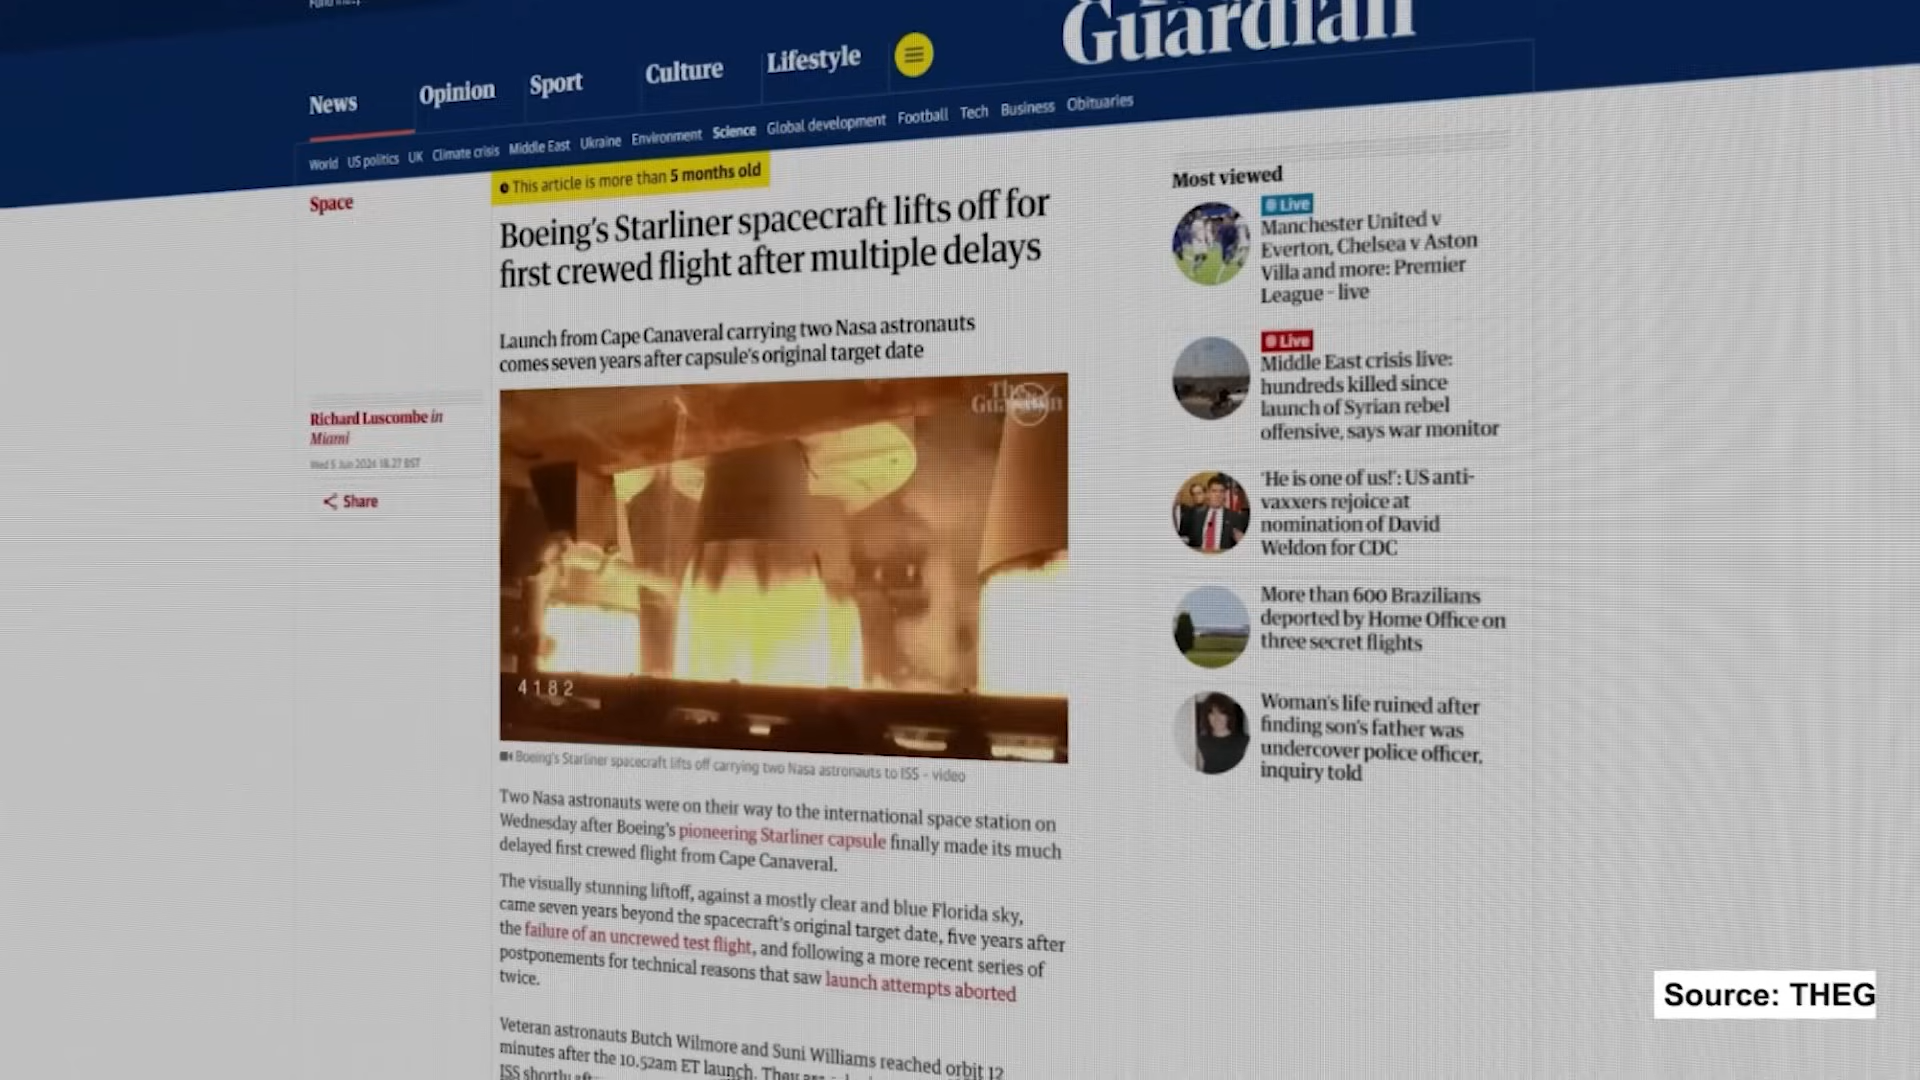 Guardian
News
Opinion
Sport
Culture
Lifestyle
World US politics UK Climate crisis Middle East Ukraine Environment Science Global development Football Tech Business Obituaries
This article is more than 5 months old
Space
Boeing's Starliner spacecraft lifts off for
first crewed flight after multiple delays
Launch from Cape Canaveral carrying two Nasa astronauts
comes seven years after capsule's original target date
Richard Luscombe in
Miami
Wed 5 Jun 2024 18.27 BST
Share
The
Guardian
4182
Boeing's Starliner spacecraft lifts off carrying two Nasa astronauts to ISS – video
Two Nasa astronauts were on their way to the international space station on
Wednesday after Boeing's pioneering Starliner capsule finally made its much
delayed first crewed flight from Cape Canaveral.
The visually stunning liftoff, against a mostly clear and blue Florida sky,
came seven years beyond the spacecraft's original target date, five years after
the failure of an uncrewed test flight, and following a more recent series of
postponements for technical reasons that saw launch attempts aborted
twice.
Veteran astronauts Butch Wilmore and Suni Williams reached orbit 12
minutes after the 10.52am ET launch. They
ISS shortly
Most viewed
Live
Manchester United v
Everton, Chelsea v Aston
Villa and more: Premier
League – live
Live
Middle East crisis live:
hundreds killed since
launch of Syrian rebel
offensive, says war monitor
'He is one of us!': US anti-
vaxxers rejoice at
nomination of David
Weldon for CDC
More than 600 Brazilians
deported by Home Office on
three secret flights
Woman's life ruined after
finding son's father was
undercover police officer,
inquiry told
Source: THEG